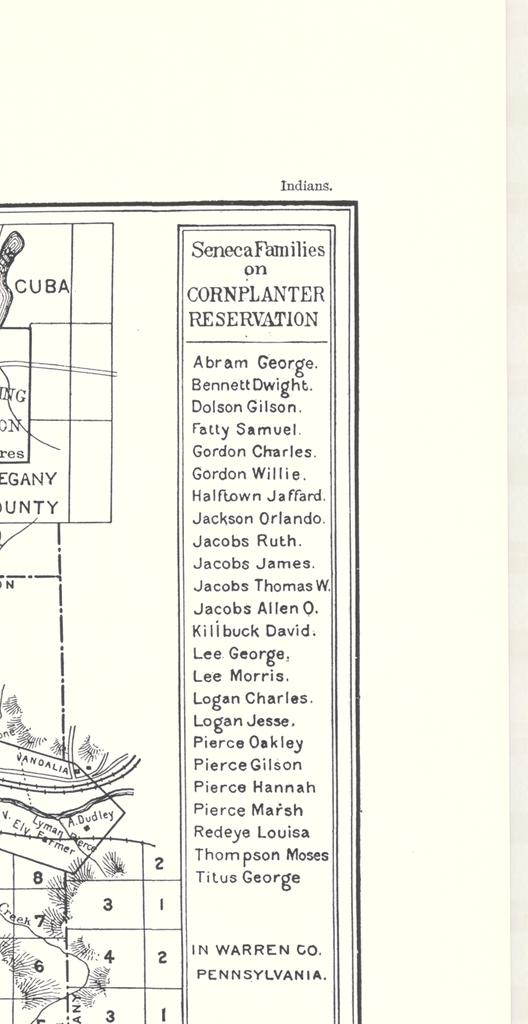 Indians.
Seneca Families
on
CORNPLANTER
RESERVATION
Abram George.
Bennett Dwight.
Dolson Gilson.
Fatty Samuel.
Gordon Charles.
Gordon Willie.
Halftown Jaffard.
Jackson Orlando.
Jacobs Ruth.
Jacobs James.
Jacobs Thomas W.
Jacobs Allen O.
Killbuck David.
Lee George.
Lee Morris.
Logan Charles.
Logan Jesse.
Pierce Oakley
Pierce Gilson
Pierce Hannah
Pierce Marsh
Redeye Louisa
Thompson Moses
Titus George
IN WARREN CO.
PENNSYLVANIA.
CUBA
ING
ON
res
EGANY
OUNTY
ON
VANDALIA
A. Dudley
Lyman Pierce
V. Ely. Farmer
8
2
Creek
7
3
1
6
4
2
3
1
ANY